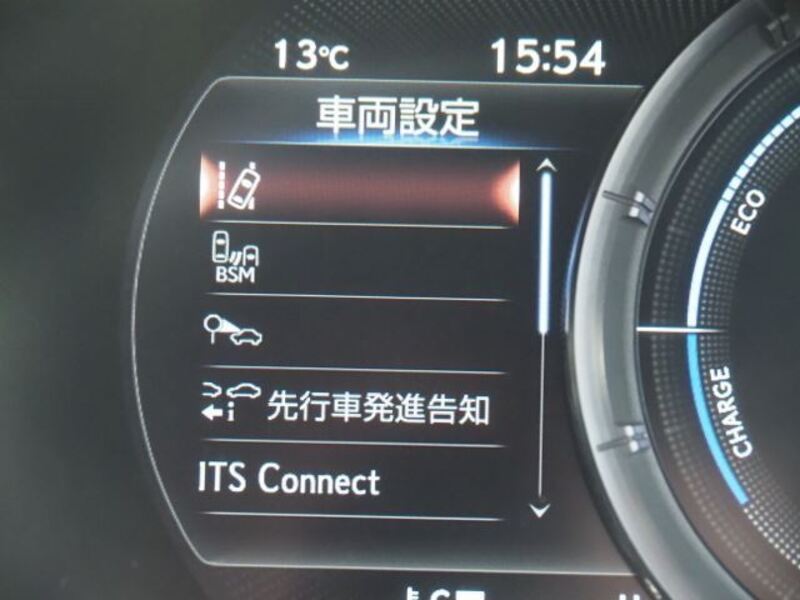 13℃
15:54
車両設定
BSM
先行車発進告知
ITS Connect
ECO
CHARGE